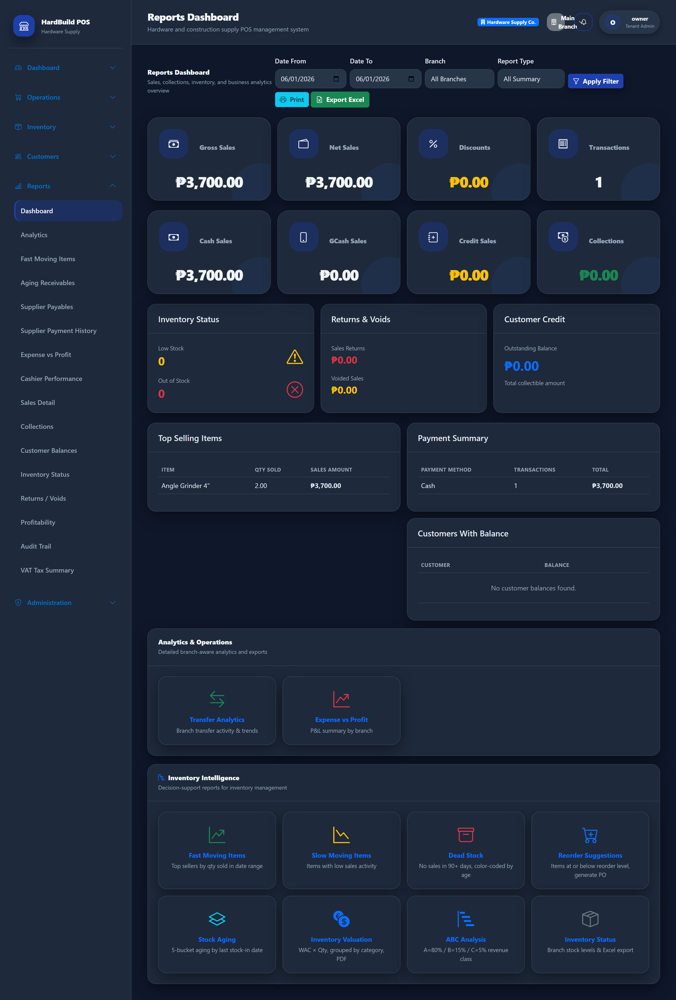 HardBuild POS
Hardware Supply
Dashboard
Operations
Inventory
Customers
Reports
Dashboard
Analytics
Fast Moving Items
Aging Receivables
Supplier Payables
Supplier Payment History
Expense vs Profit
Cashier Performance
Sales Detail
Collections
Customer Balances
Inventory Status
Returns / Voids
Profitability
Audit Trail
VAT Tax Summary
Administration
Reports Dashboard
Hardware and construction supply POS management system
Hardware Supply Co.
Main
Branch
o
owner
Tenant Admin
Reports Dashboard
Sales, collections, inventory, and business analytics
overview
Date From
Date To
Branch
Report Type
06/01/2026
06/01/2026
All Branches
All Summary
Apply Filter
Print
Export Excel
Gross Sales
₱3,700.00
Net Sales
₱3,700.00
Discounts
₱0.00
Transactions
1
Cash Sales
₱3,700.00
GCash Sales
₱0.00
Credit Sales
₱0.00
Collections
₱0.00
Inventory Status
Low Stock
0
Out of Stock
0
Returns & Voids
Sales Returns
₱0.00
Voided Sales
₱0.00
Customer Credit
Outstanding Balance
₱0.00
Total collectible amount
Top Selling Items
ITEM QTY SOLD SALES AMOUNT
Angle Grinder 4" 2.00 ₱3,700.00
Payment Summary
PAYMENT METHOD TRANSACTIONS TOTAL
Cash 1 ₱3,700.00
Customers With Balance
CUSTOMER BALANCE
No customer balances found.
Analytics & Operations
Detailed branch-aware analytics and exports
Transfer Analytics
Branch transfer activity & trends
Expense vs Profit
P&L summary by branch
Inventory Intelligence
Decision-support reports for inventory management
Fast Moving Items
Top sellers by qty sold in date range
Slow Moving Items
Items with low sales activity
Dead Stock
No sales in 90+ days, color-coded by
age
Reorder Suggestions
Items at or below reorder level,
generate PO
Stock Aging
5-bucket aging by last stock-in date
Inventory Valuation
WAC × Qty, grouped by category,
PDF
ABC Analysis
A=80% / B=15% / C=5% revenue
class
Inventory Status
Branch stock levels & Excel export